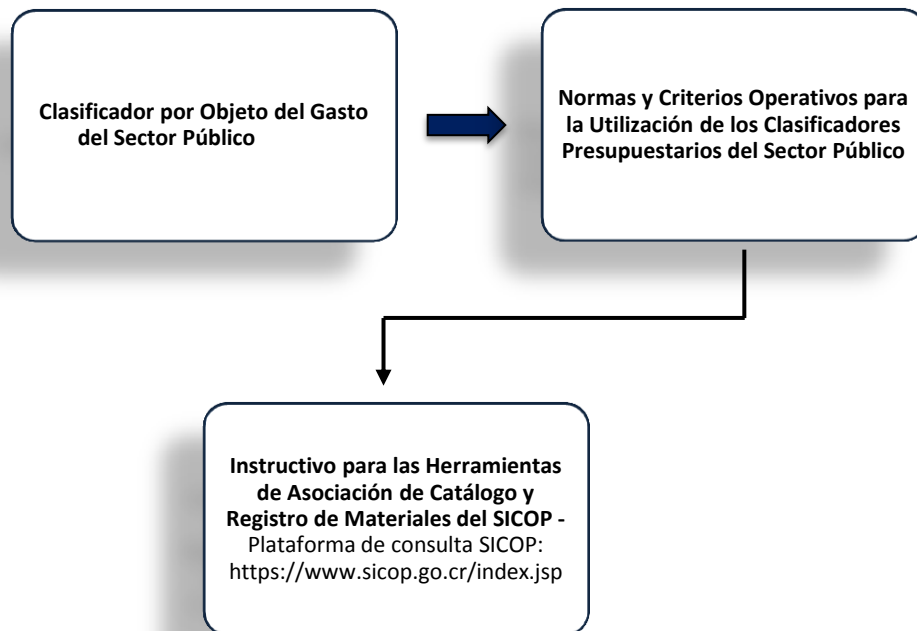 Clasificador por Objeto del Gasto
del Sector Público
Normas y Criterios Operativos para
la Utilización de los Clasificadores
Presupuestarios del Sector Público
Instructivo para las Herramientas
de Asociación de Catálogo y
Registro de Materiales del SICOP -
Plataforma de consulta SICOP:
https://www.sicop.go.cr/index.jsp